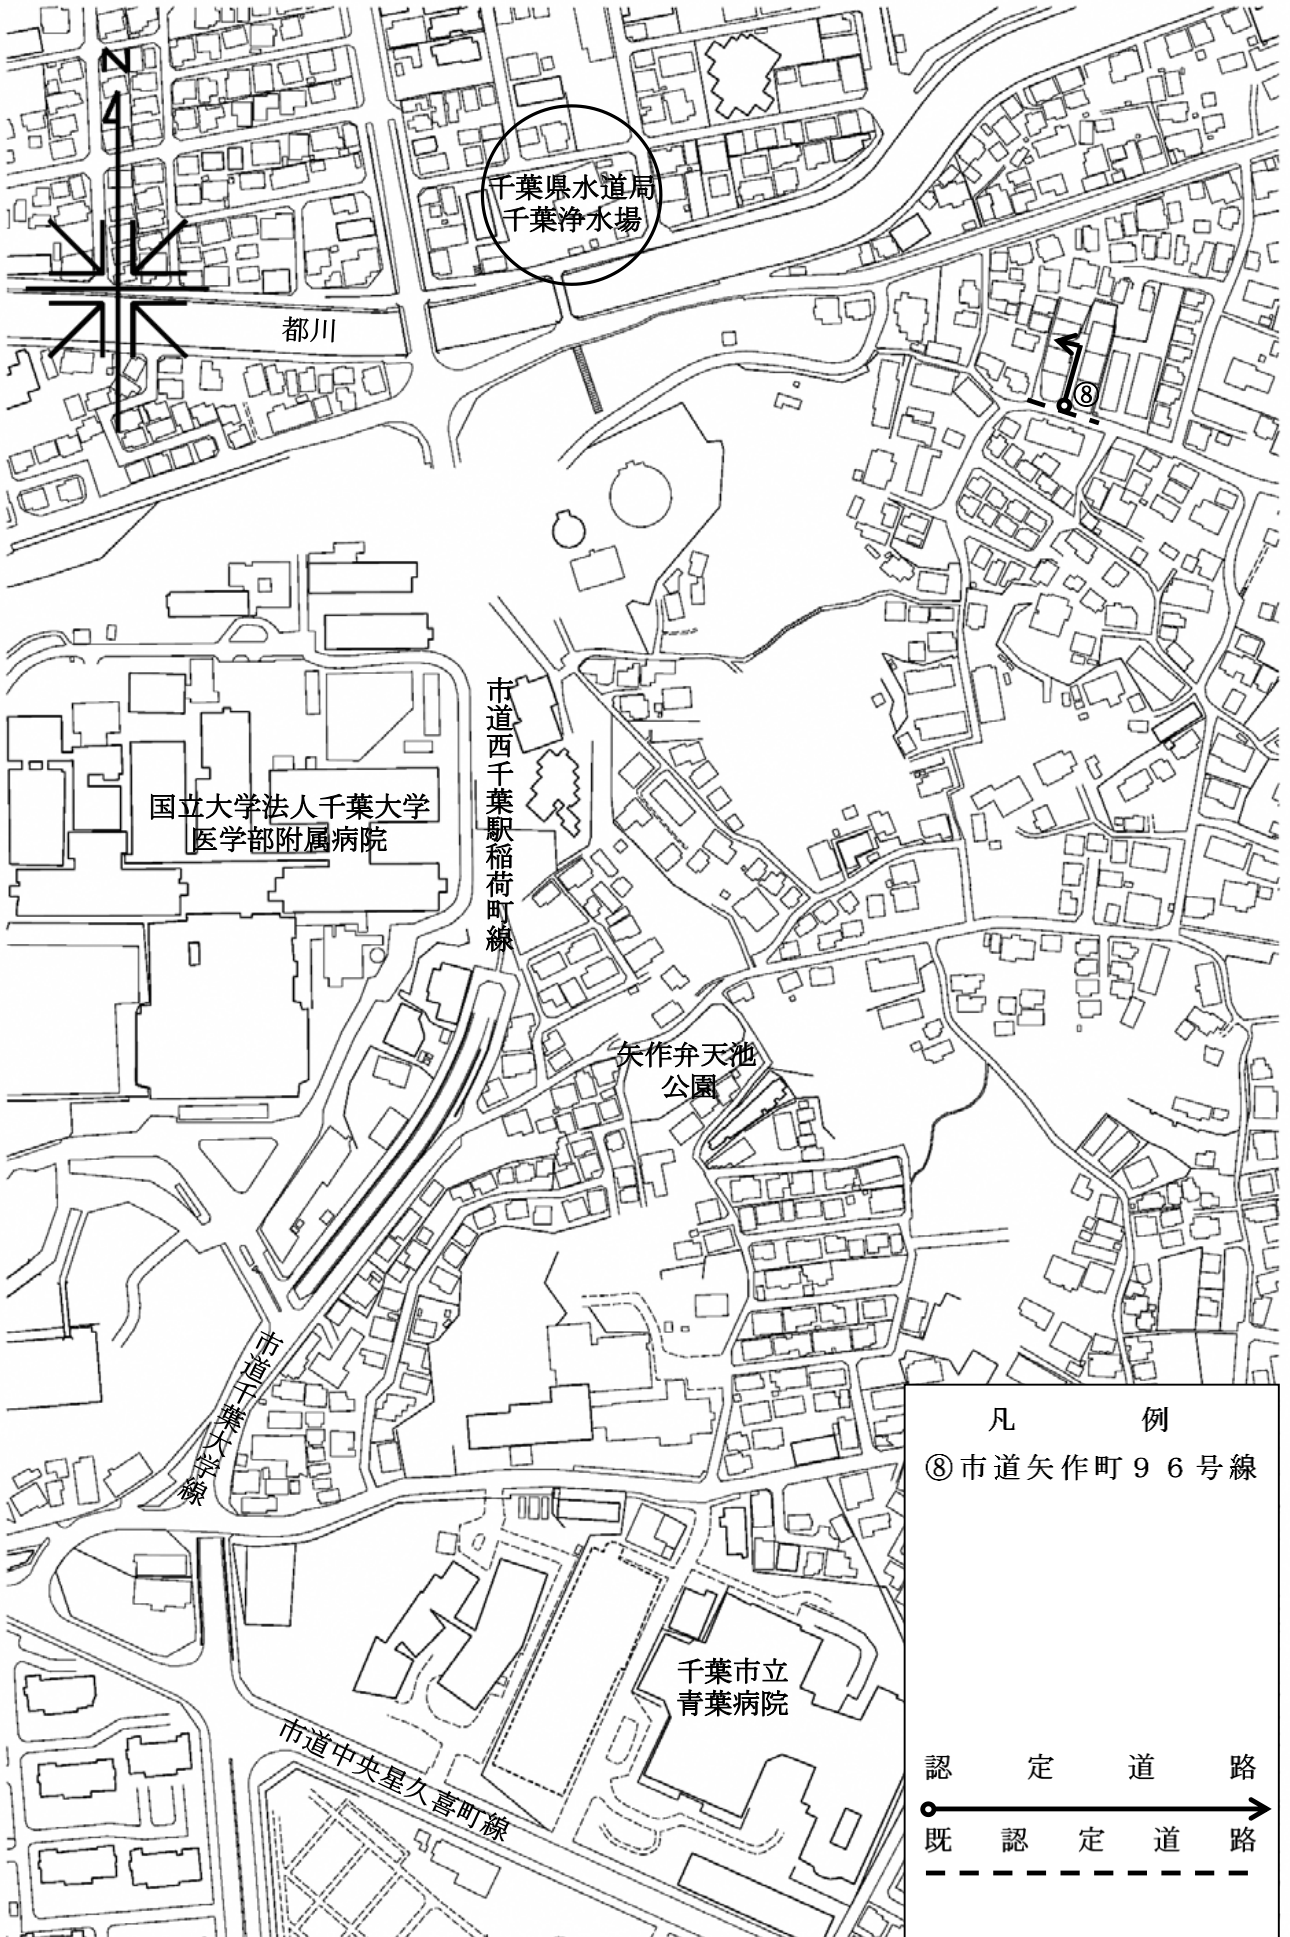 N
千葉県水道局
千葉浄水場
都川
⑧
市道西千葉駅稲荷町線
国立大学法人千葉大学
医学部附属病院
矢作弁天池
公園
市道千葉大学線
凡例
⑧市道矢作町９６号線
千葉市立
青葉病院
市道中央星久喜町線
認定道路
既認定道路